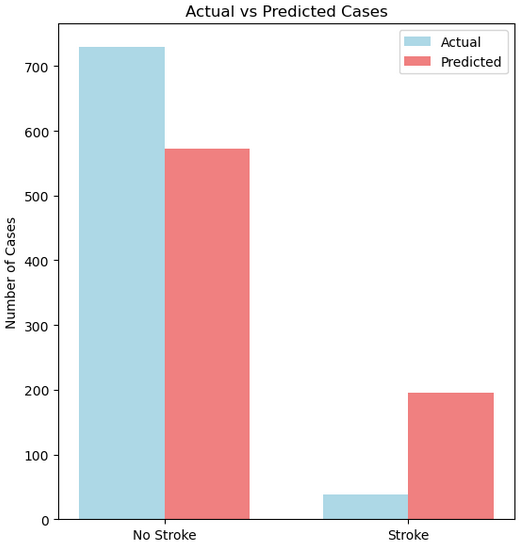 Actual vs Predicted Cases
Actual
Predicted
Number of Cases
700
600
500
400
300
200
100
0
No Stroke
Stroke